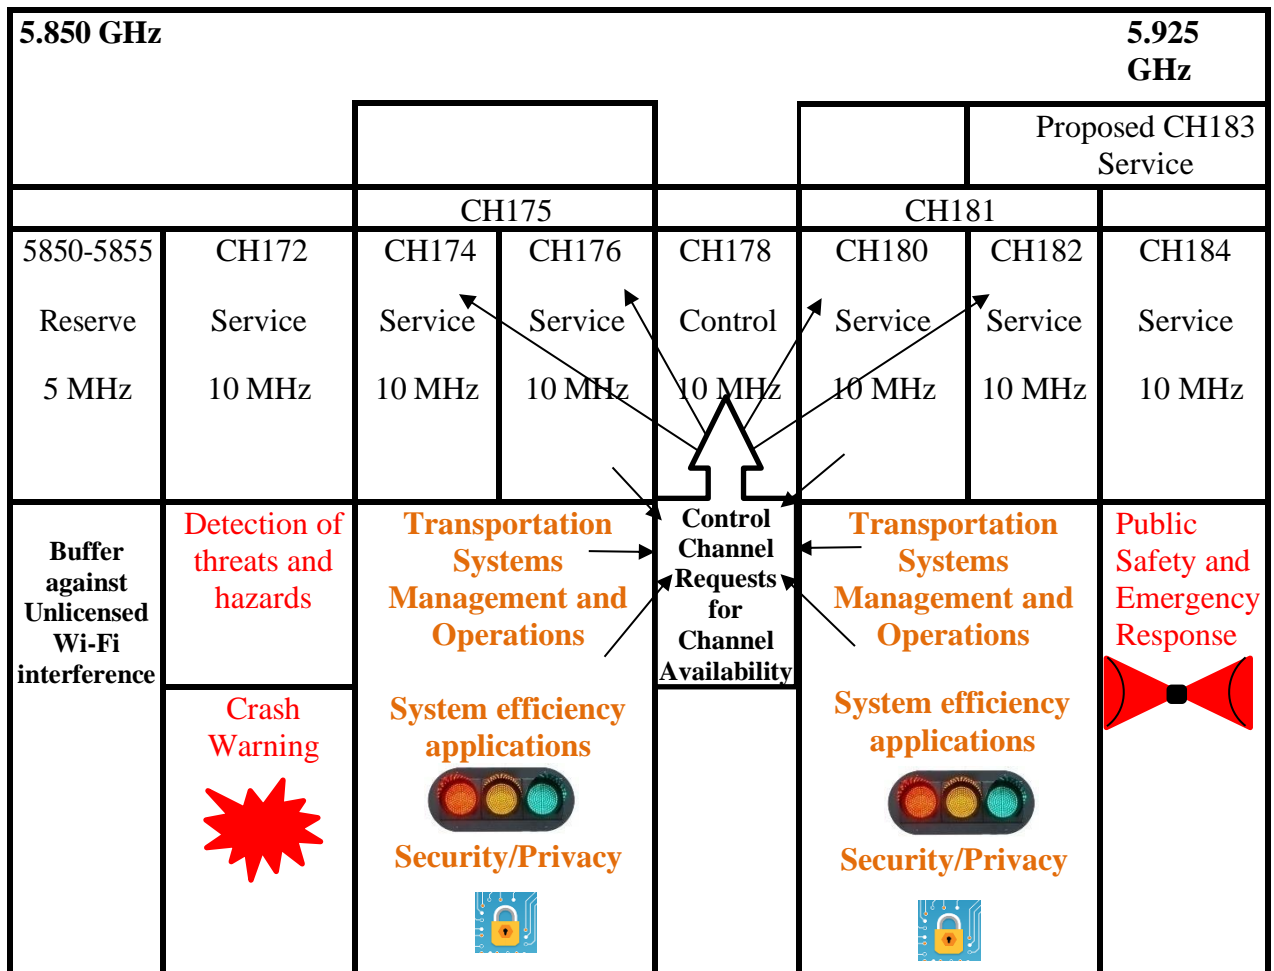 5.850 GHz
5.925
GHz
Proposed CH183
Service
CH175
CH181
5850-5855
Reserve
5 MHz
CH172
Service
10 MHz
CH174
Service
10 MHz
CH176
Service
10 MHz
CH178
Control
10 MHz
CH180
Service
10 MHz
CH182
Service
10 MHz
CH184
Service
10 MHz
Buffer
against
Unlicensed
Wi-Fi
interference
Detection of
threats and
hazards
Crash
Warning
Transportation
Systems
Management and
Operations
System efficiency
applications
Security/Privacy
Control
Channel
Requests
for
Channel
Availability
Transportation
Systems
Management and
Operations
System efficiency
applications
Security/Privacy
Public
Safety and
Emergency
Response